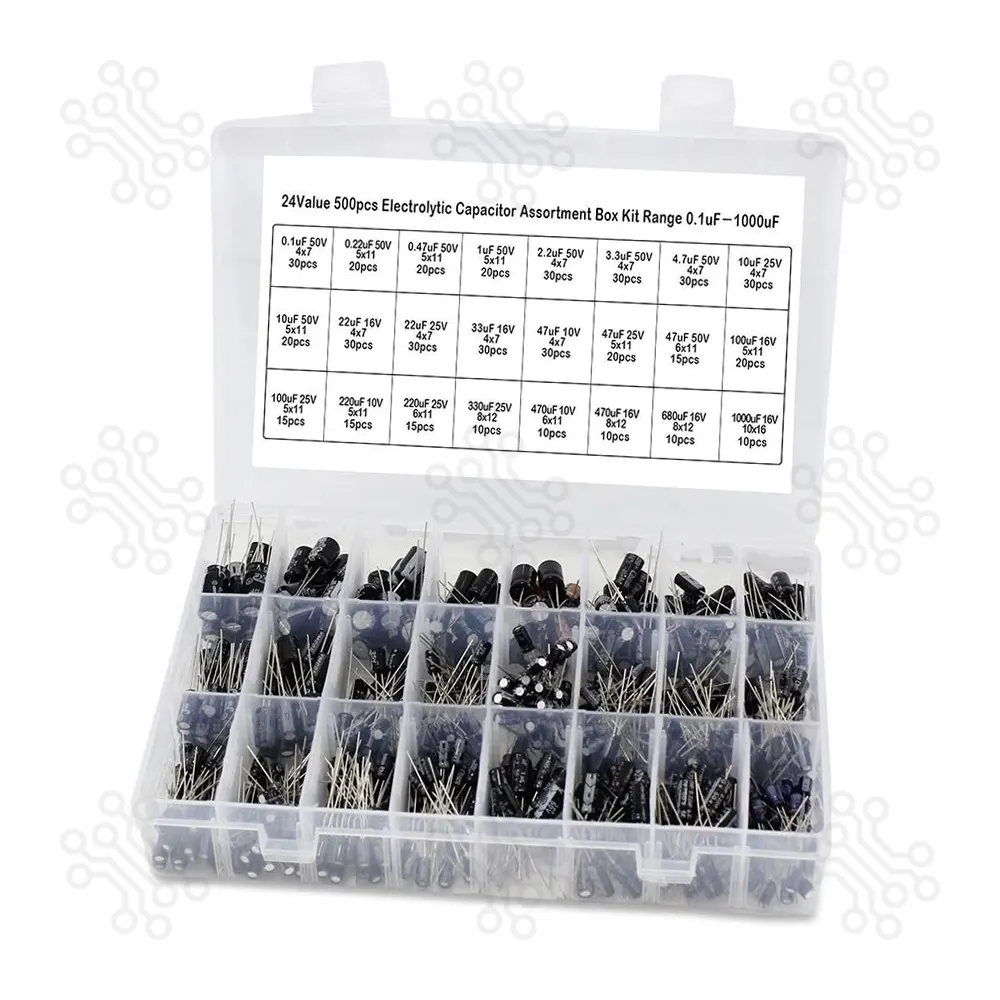 24Value 500pcs Electrolytic Capacitor Assortment Box Kit Range 0.1uF－1000uF
0.1uF 50V
4x7
30pcs
0.22uF 50V
5x11
20pcs
0.47uF 50V
5x11
20pcs
1uF 50V
5x11
20pcs
2.2uF 50V
4x7
30pcs
3.3uF 50V
4x7
30pcs
4.7uF 50V
4x7
30pcs
10uF 25V
4x7
30pcs
10uF 50V
5x11
20pcs
22uF 16V
4x7
30pcs
22uF 25V
4x7
30pcs
33uF 16V
4x7
30pcs
47uF 10V
4x7
30pcs
47uF 25V
5x11
20pcs
47uF 50V
6x11
15pcs
100uF 16V
5x11
20pcs
100uF 25V
5x11
15pcs
220uF 10V
5x11
15pcs
220uF 25V
6x11
15pcs
330uF 25V
8x12
10pcs
470uF 10V
6x11
10pcs
470uF 16V
8x12
10pcs
680uF 16V
8x12
10pcs
1000uF 16V
10x16
10pcs